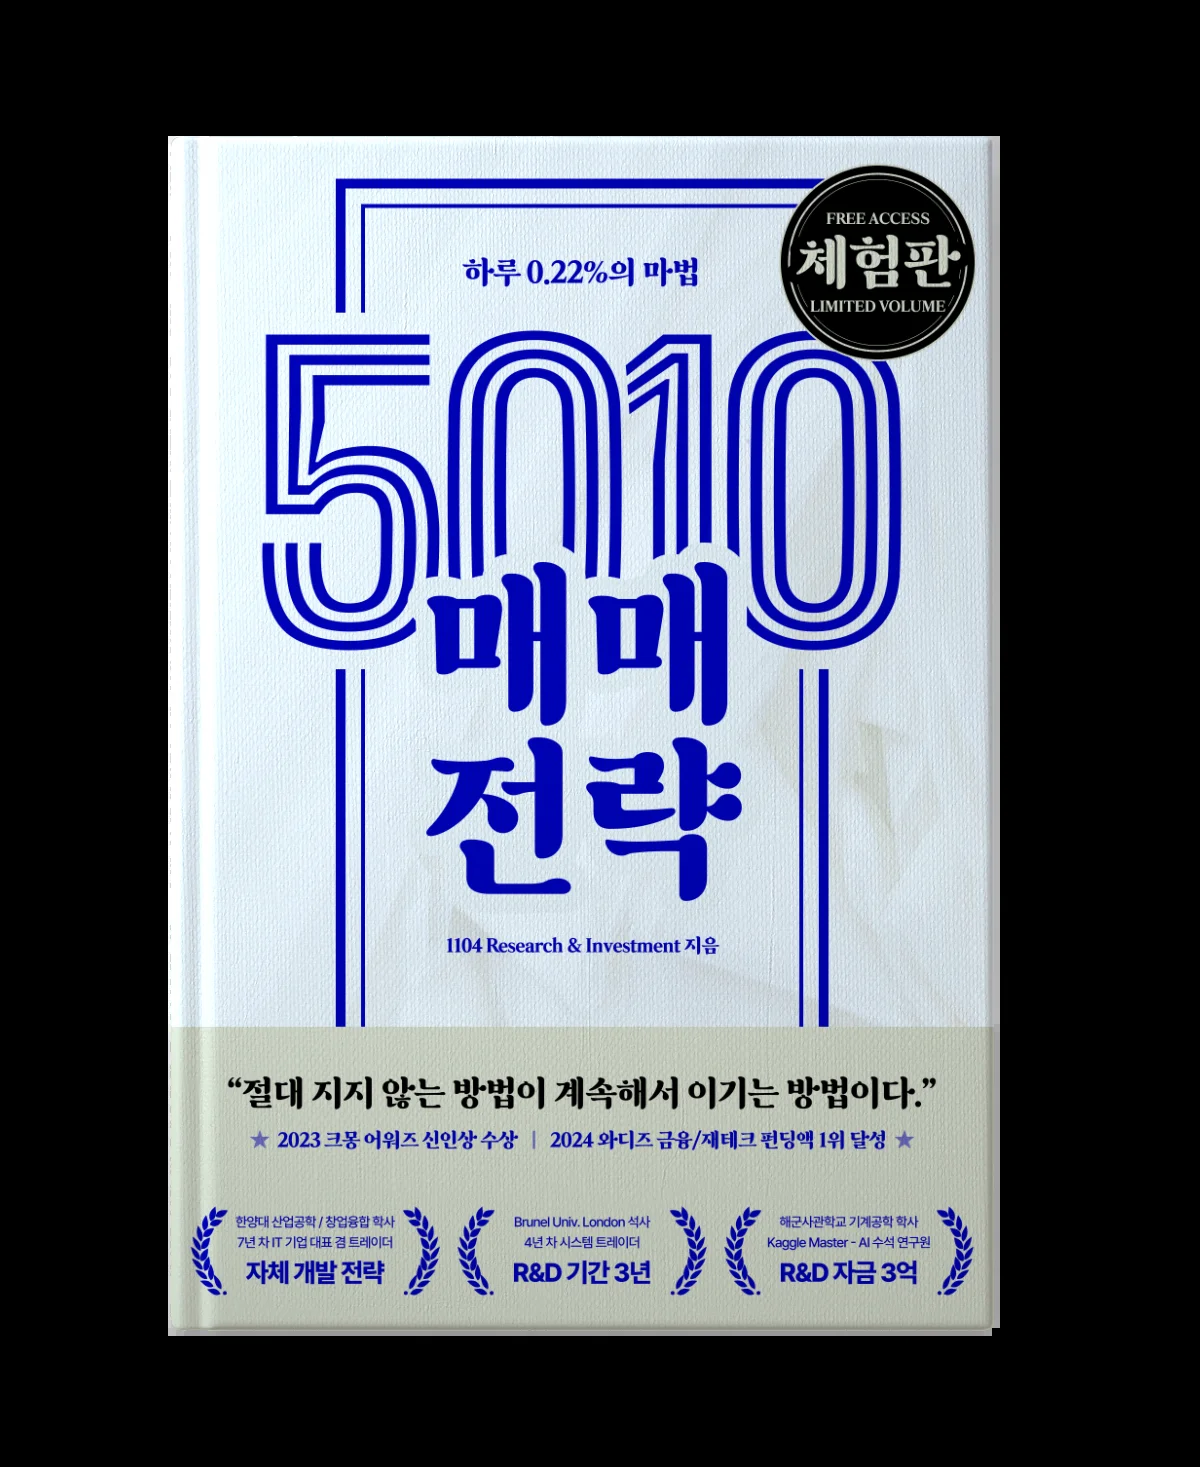 FREE ACCESS
체험판
LIMITED VOLUME
하루 0.22%의 마법
5010
매매
전략
1104 Research & Investment 지음
“절대 지지 않는 방법이 계속해서 이기는 방법이다.”
★ 2023 크몽 어워즈 신인상 수상 | 2024 와디즈 금융/재테크 펀딩액 1위 달성 ★
한양대 산업공학 / 창업융합 학사
7년 차 IT 기업 대표 겸 트레이더
자체 개발 전략
Brunel Univ. London 석사
4년 차 시스템 트레이더
R&D 기간 3년
해군사관학교 기계공학 학사
Kaggle Master - AI 수석 연구원
R&D 자금 3억